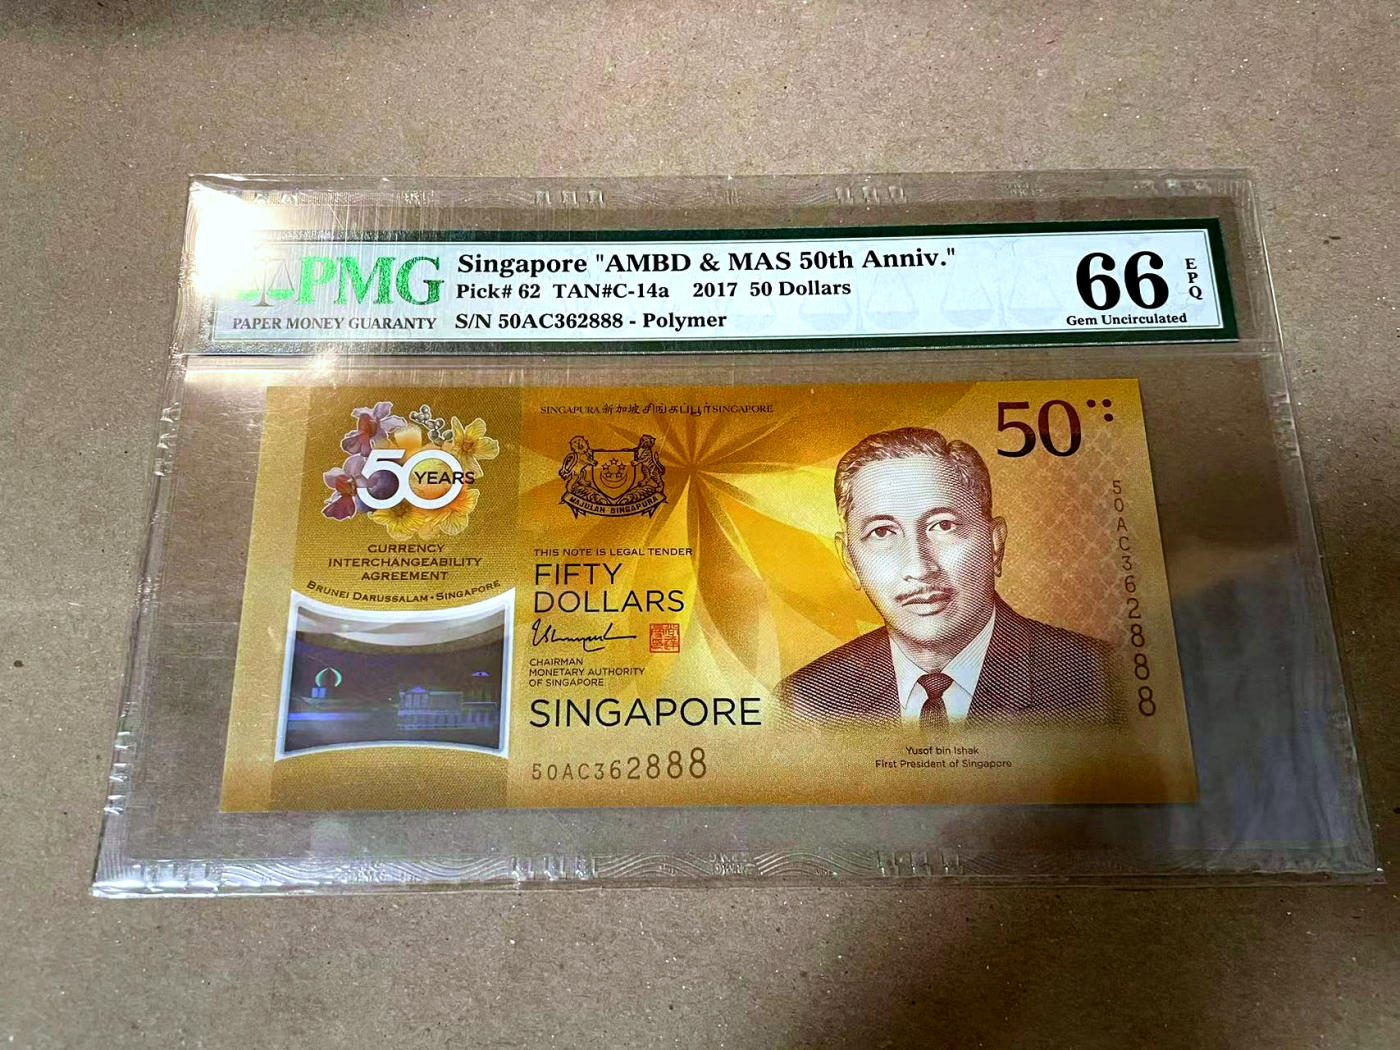 PMG
PAPER MONEY GUARANTY
Singapore "AMBD & MAS 50th Anniv."
Pick# 62 TAN#C-14a 2017 50 Dollars
S/N 50AC362888 - Polymer
66
EPQ
Gem Uncirculated
SINGAPURA 新加坡 சிங்கப்பூர் SINGAPORE
50
50 YEARS
MAJULAH SINGAPURA
CURRENCY
INTERCHANGEABILITY
AGREEMENT
BRUNEI DARUSSALAM • SINGAPORE
THIS NOTE IS LEGAL TENDER
FIFTY
DOLLARS
CHAIRMAN
MONETARY AUTHORITY
OF SINGAPORE
SINGAPORE
50AC362888
50AC362888
Yusof bin Ishak
First President of Singapore